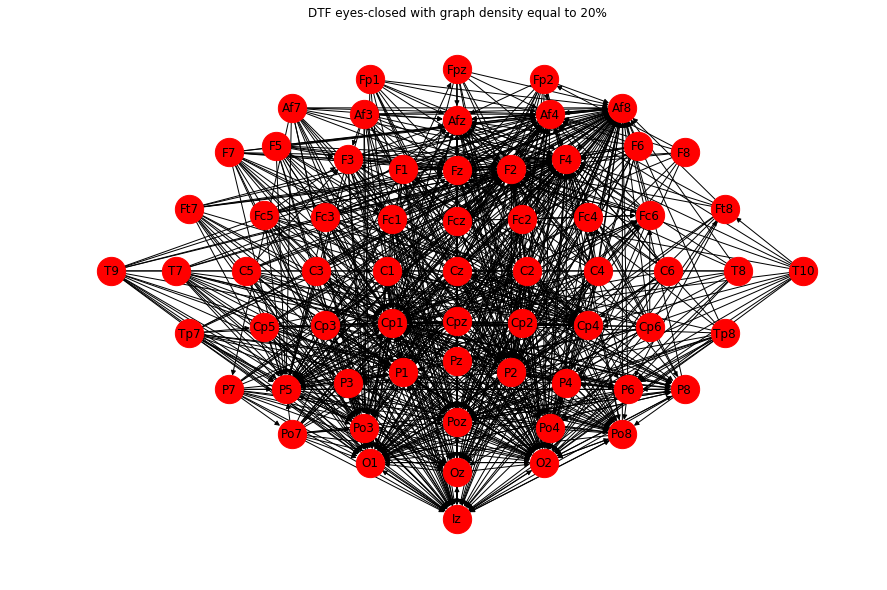 DTF eyes-closed with graph density equal to 20%
Fp1 Fpz Fp2
Af7 Af3 Afz Af4 Af8
F7 F5 F3 F1 Fz F2 F4 F6 F8
Ft7 Fc5 Fc3 Fc1 Fcz Fc2 Fc4 Fc6 Ft8
T9 T7 C5 C3 C1 Cz C2 C4 C6 T8 T10
Tp7 Cp5 Cp3 Cp1 Cpz Cp2 Cp4 Cp6 Tp8
P7 P5 P3 P1 Pz P2 P4 P6 P8
Po7 Po3 Poz Po4 Po8
O1 Oz O2
Iz